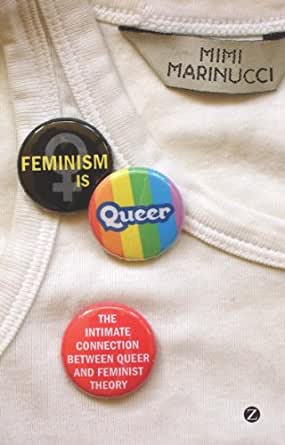 MIMI
MARINUCCI
FEMINISM
IS
Queer
THE
INTIMATE
CONNECTION
BETWEEN QUEER
AND FEMINIST
THEORY
Z